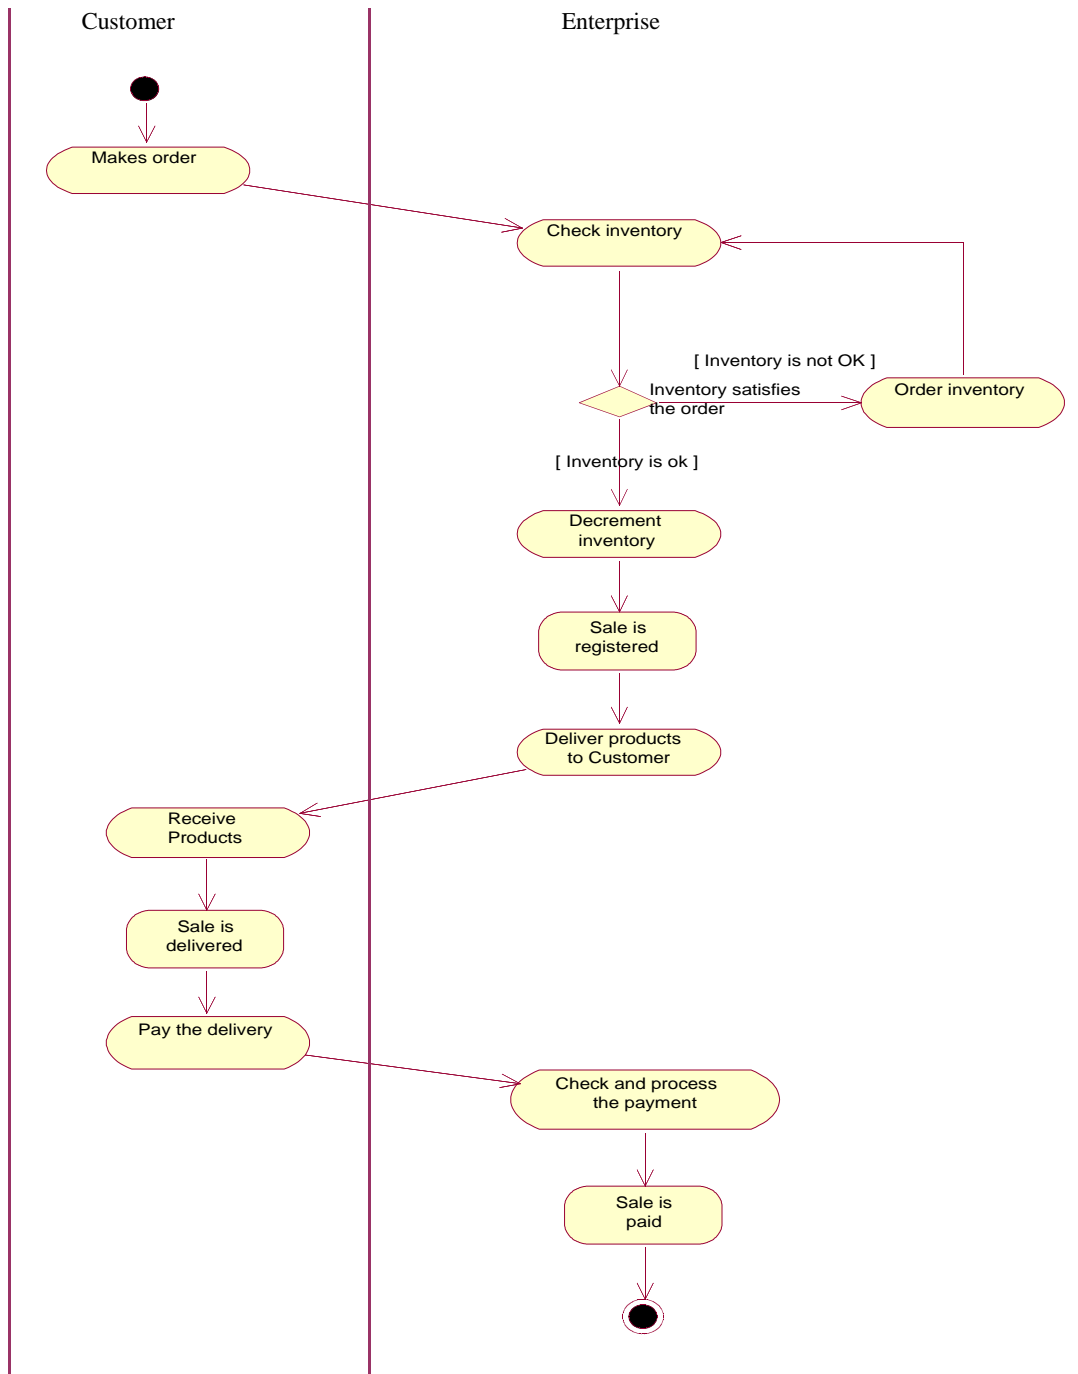 Customer
Enterprise
Makes order
Check inventory
[ Inventory is not OK ]
Inventory satisfies
the order
Order inventory
[ Inventory is ok ]
Decrement
inventory
Sale is
registered
Deliver products
to Customer
Receive
Products
Sale is
delivered
Pay the delivery
Check and process
the payment
Sale is
paid